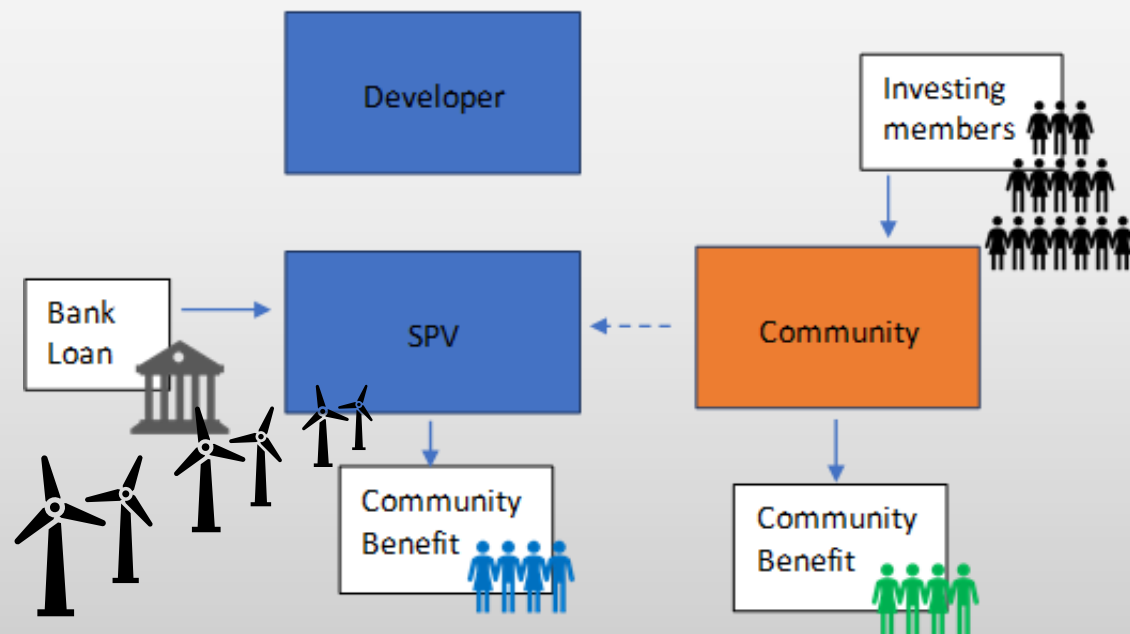 Developer
Investing
members
Bank
Loan
SPV
Community
Community
Benefit
Community
Benefit